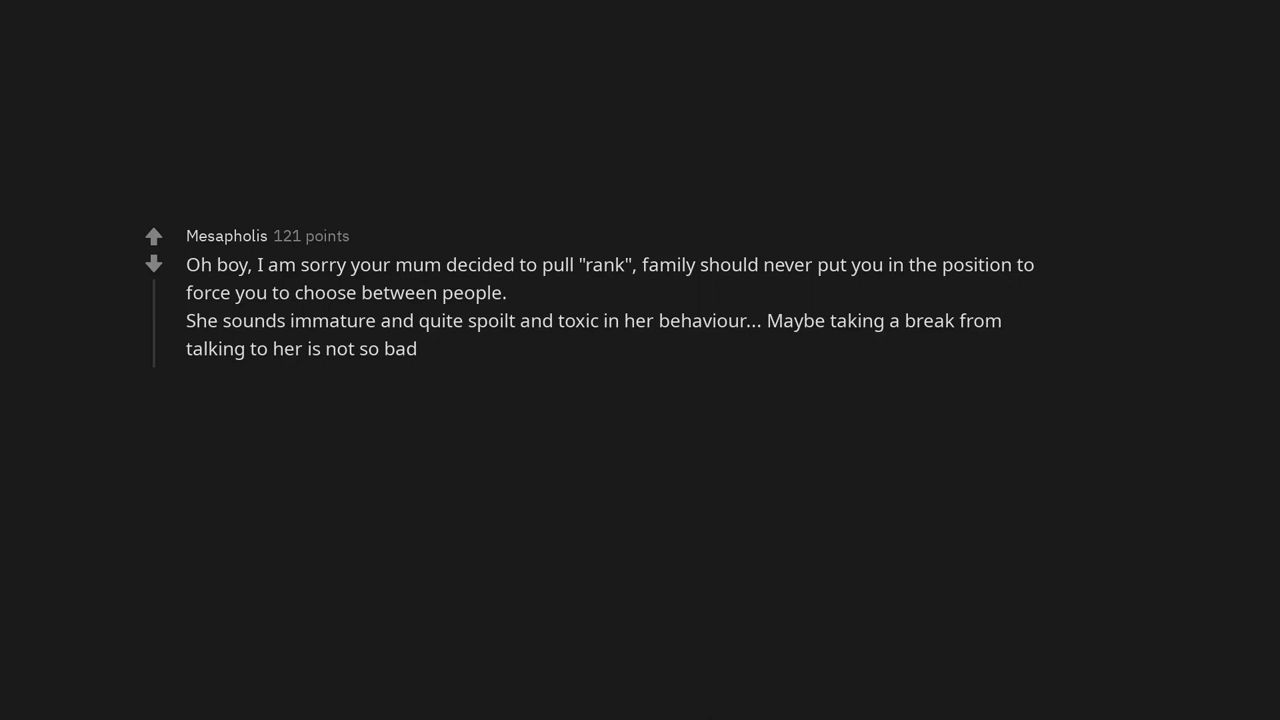 Mesapholis 121 points
Oh boy, I am sorry your mum decided to pull "rank", family should never put you in the position to
force you to choose between people.
She sounds immature and quite spoilt and toxic in her behaviour... Maybe taking a break from
talking to her is not so bad